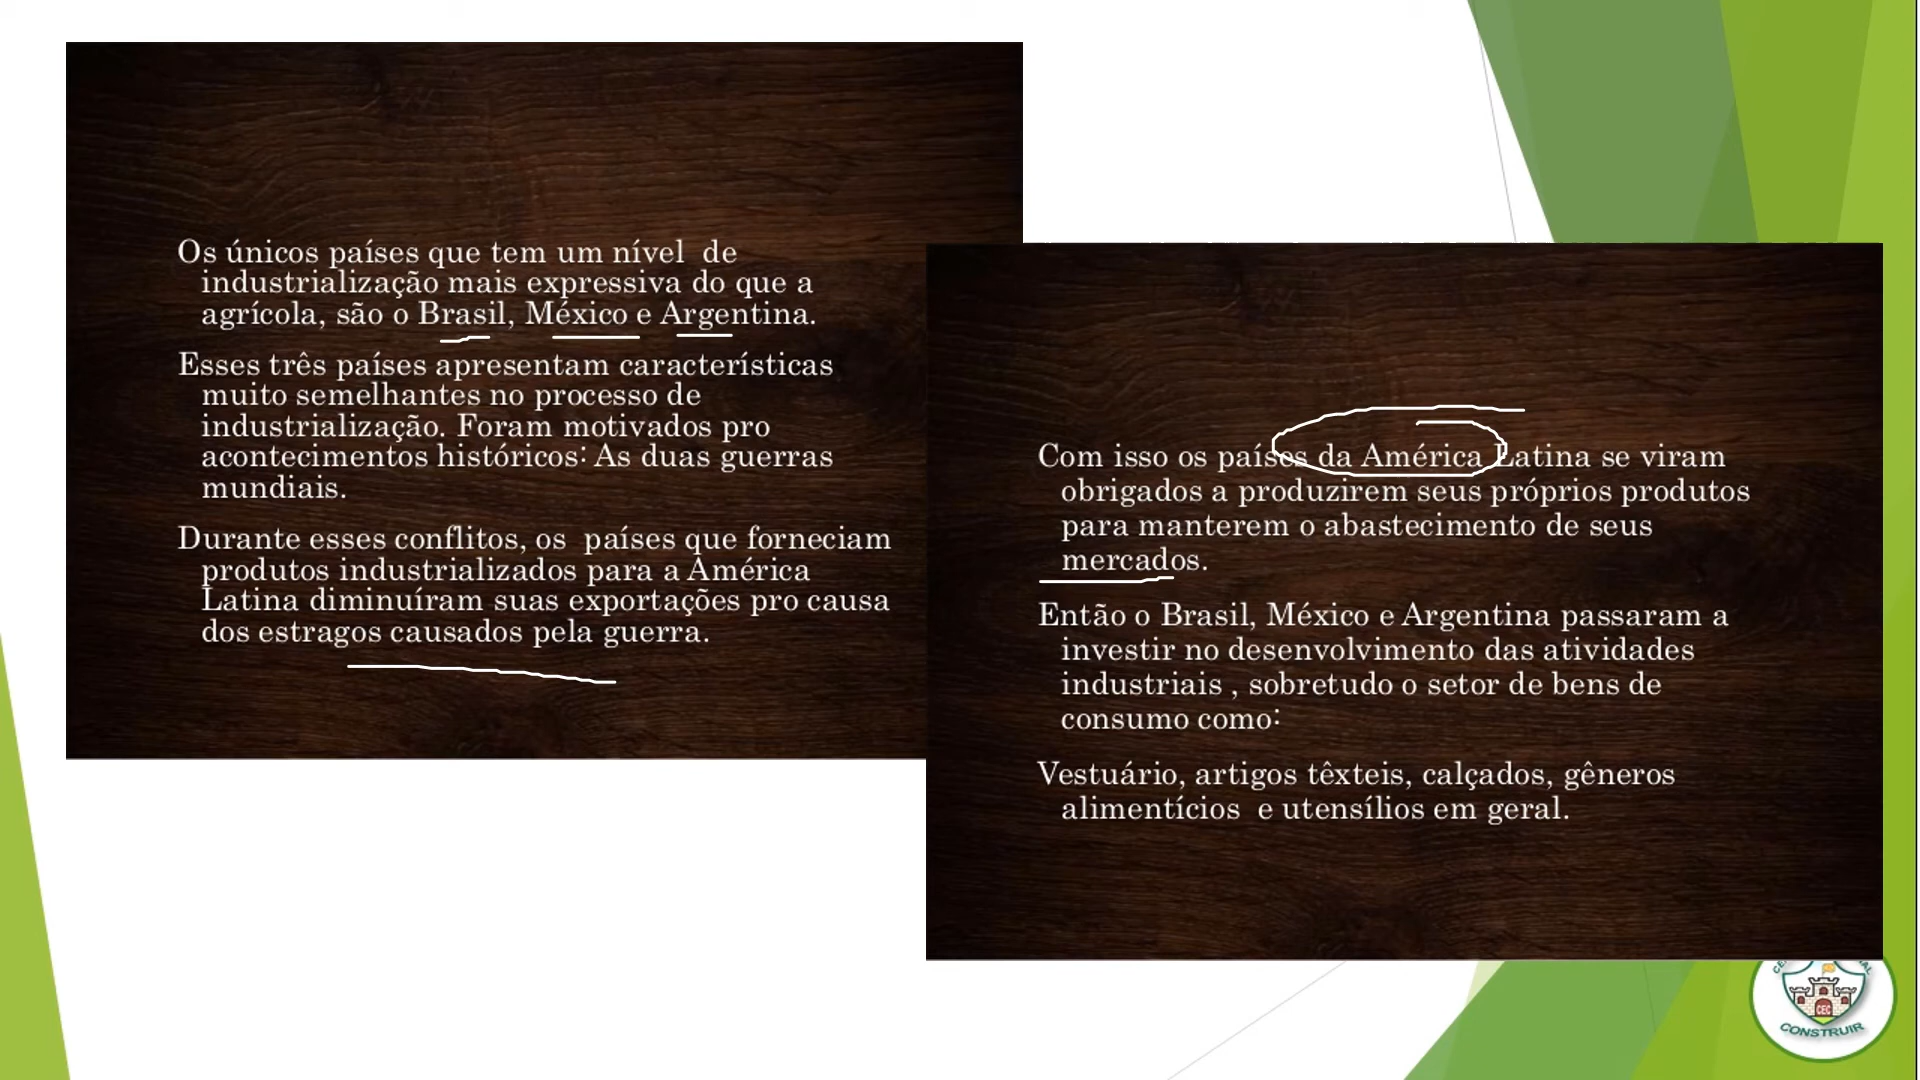 Os únicos países que tem um nível de
industrialização mais expressiva do que a
agrícola, são o Brasil, México e Argentina.
Esses três países apresentam características
muito semelhantes no processo de
industrialização. Foram motivados pro
acontecimentos históricos: As duas guerras
mundiais.
Durante esses conflitos, os países que forneciam
produtos industrializados para a América
Latina diminuíram suas exportações pro causa
dos estragos causados pela guerra.
Com isso os países da América Latina se viram
obrigados a produzirem seus próprios produtos
para manterem o abastecimento de seus
mercados.
Então o Brasil, México e Argentina passaram a
investir no desenvolvimento das atividades
industriais , sobretudo o setor de bens de
consumo como:
Vestuário, artigos têxteis, calçados, gêneros
alimentícios e utensílios em geral.
CEC
CONSTRUIR